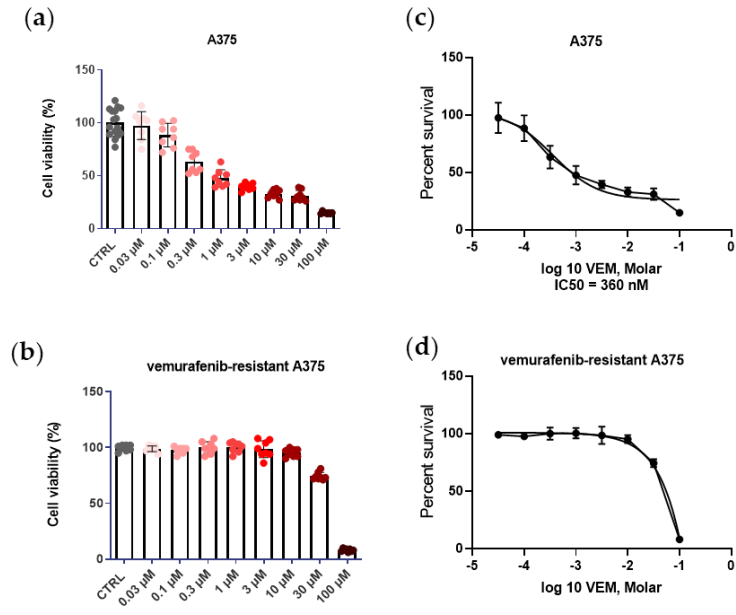 (a)
A375
Cell viability (%)
150
100
50
0
CTRL
0.03 µM
0.1 µM
0.3 µM
1 µM
3 µM
10 µM
30 µM
100 µM
(c)
A375
Percent survival
150
100
50
0
-5
-4
-3
-2
-1
0
log 10 VEM, Molar
IC50 = 360 nM
(b)
vemurafenib-resistant A375
Cell viability (%)
150
100
50
0
CTRL
0.03 µM
0.1 µM
0.3 µM
1 µM
3 µM
10 µM
30 µM
100 µM
(d)
vemurafenib-resistant A375
Percent survival
150
100
50
0
-5
-4
-3
-2
-1
0
log 10 VEM, Molar